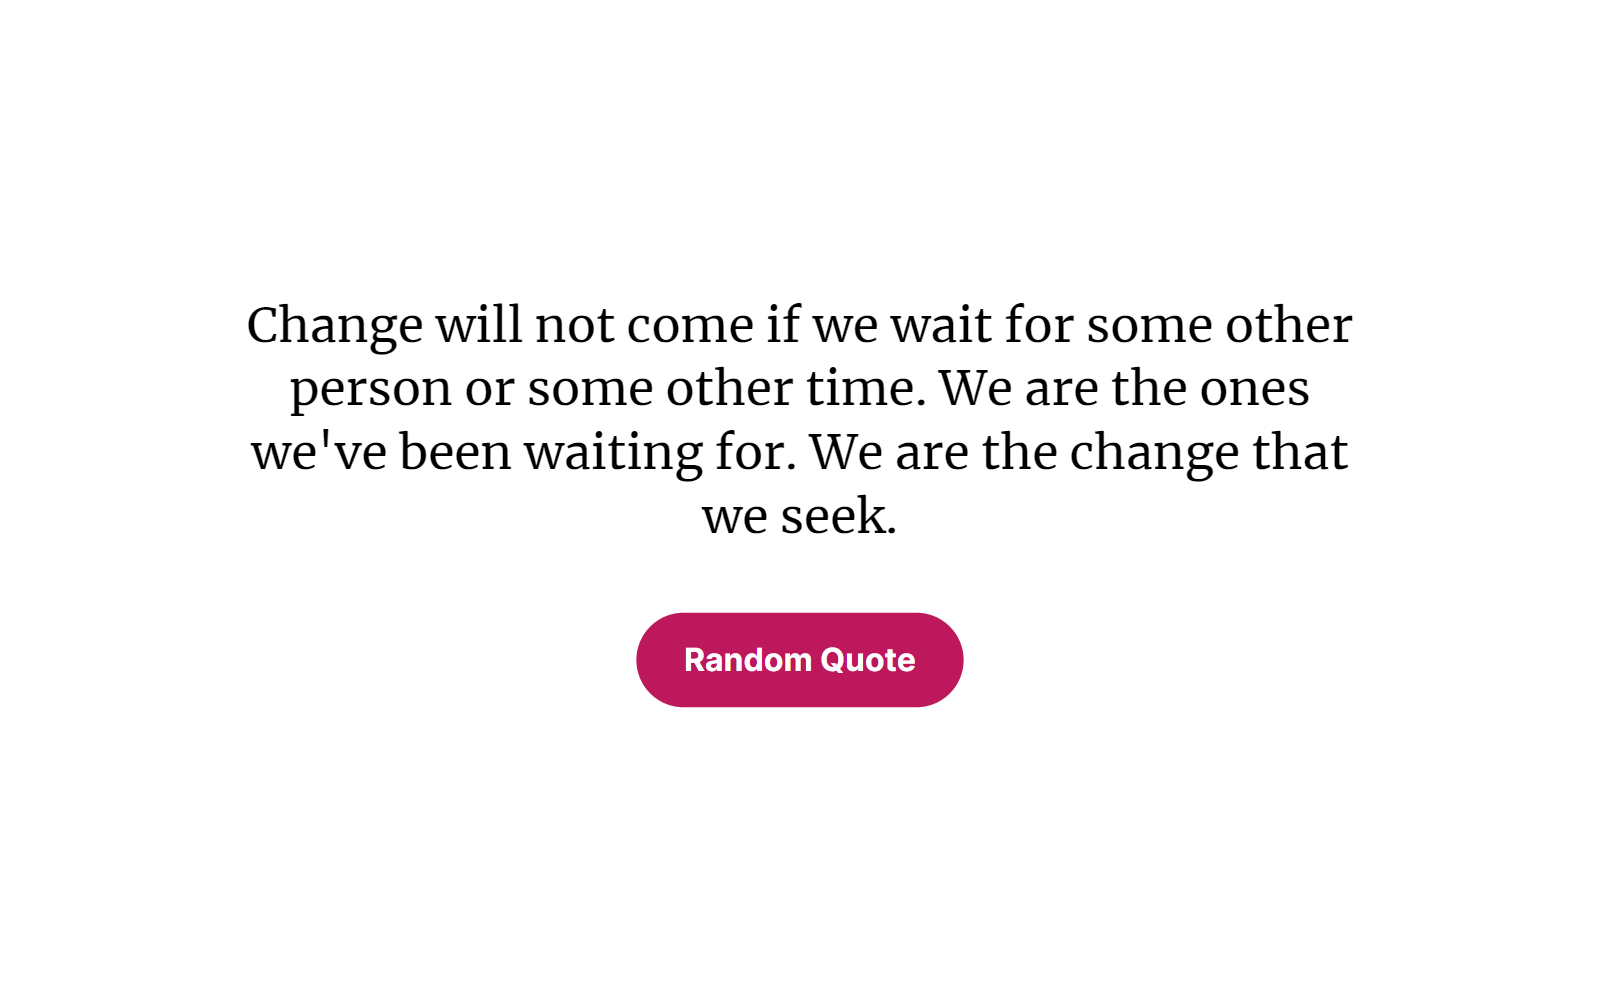 Change will not come if we wait for some other
person or some other time. We are the ones
we've been waiting for. We are the change that
we seek.
Random Quote